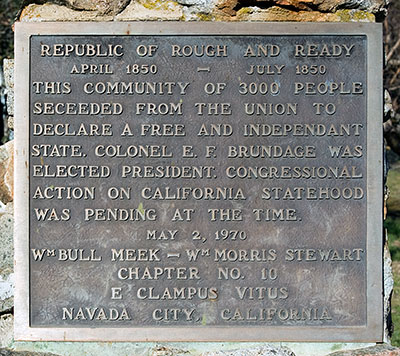 REPUBLIC OF ROUGH AND READY
APRIL 1850 — JULY 1850
THIS COMMUNITY OF 3000 PEOPLE
SECEEDED FROM THE UNION TO
DECLARE A FREE AND INDEPENDANT
STATE. COLONEL E. F. BRUNDAGE WAS
ELECTED PRESIDENT. CONGRESSIONAL
ACTION ON CALIFORNIA STATEHOOD
WAS PENDING AT THE TIME.
MAY 2, 1970
WM BULL MEEK — WM MORRIS STEWART
CHAPTER NO. 10
E CLAMPUS VITUS
NAVADA CITY, CALIFORNIA